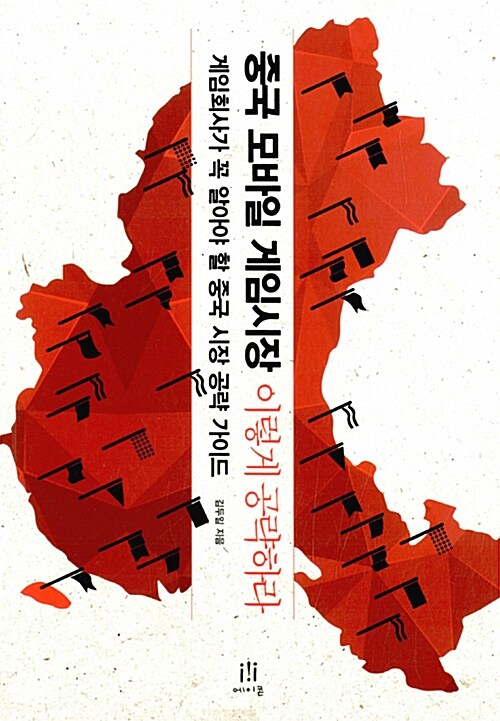 중국 모바일 게임시장
이렇게 공략하라
게임회사가 꼭 알아야 할 중국 시장 공략 가이드
김두일 지음
에이콘